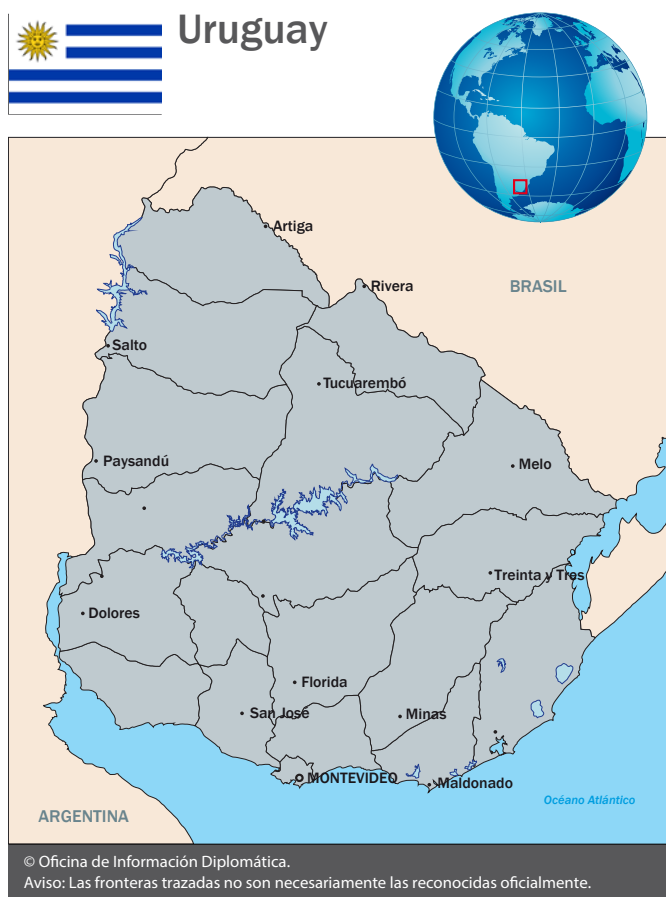 Uruguay
Artiga
Rivera
BRASIL
Salto
Tucuarembó
Paysandú
Melo
Treinta y Tres
Dolores
Florida
San José
Minas
MONTEVIDEO
Maldonado
Océano Atlántico
ARGENTINA
© Oficina de Información Diplomática.
Aviso: Las fronteras trazadas no son necesariamente las reconocidas oficialmente.